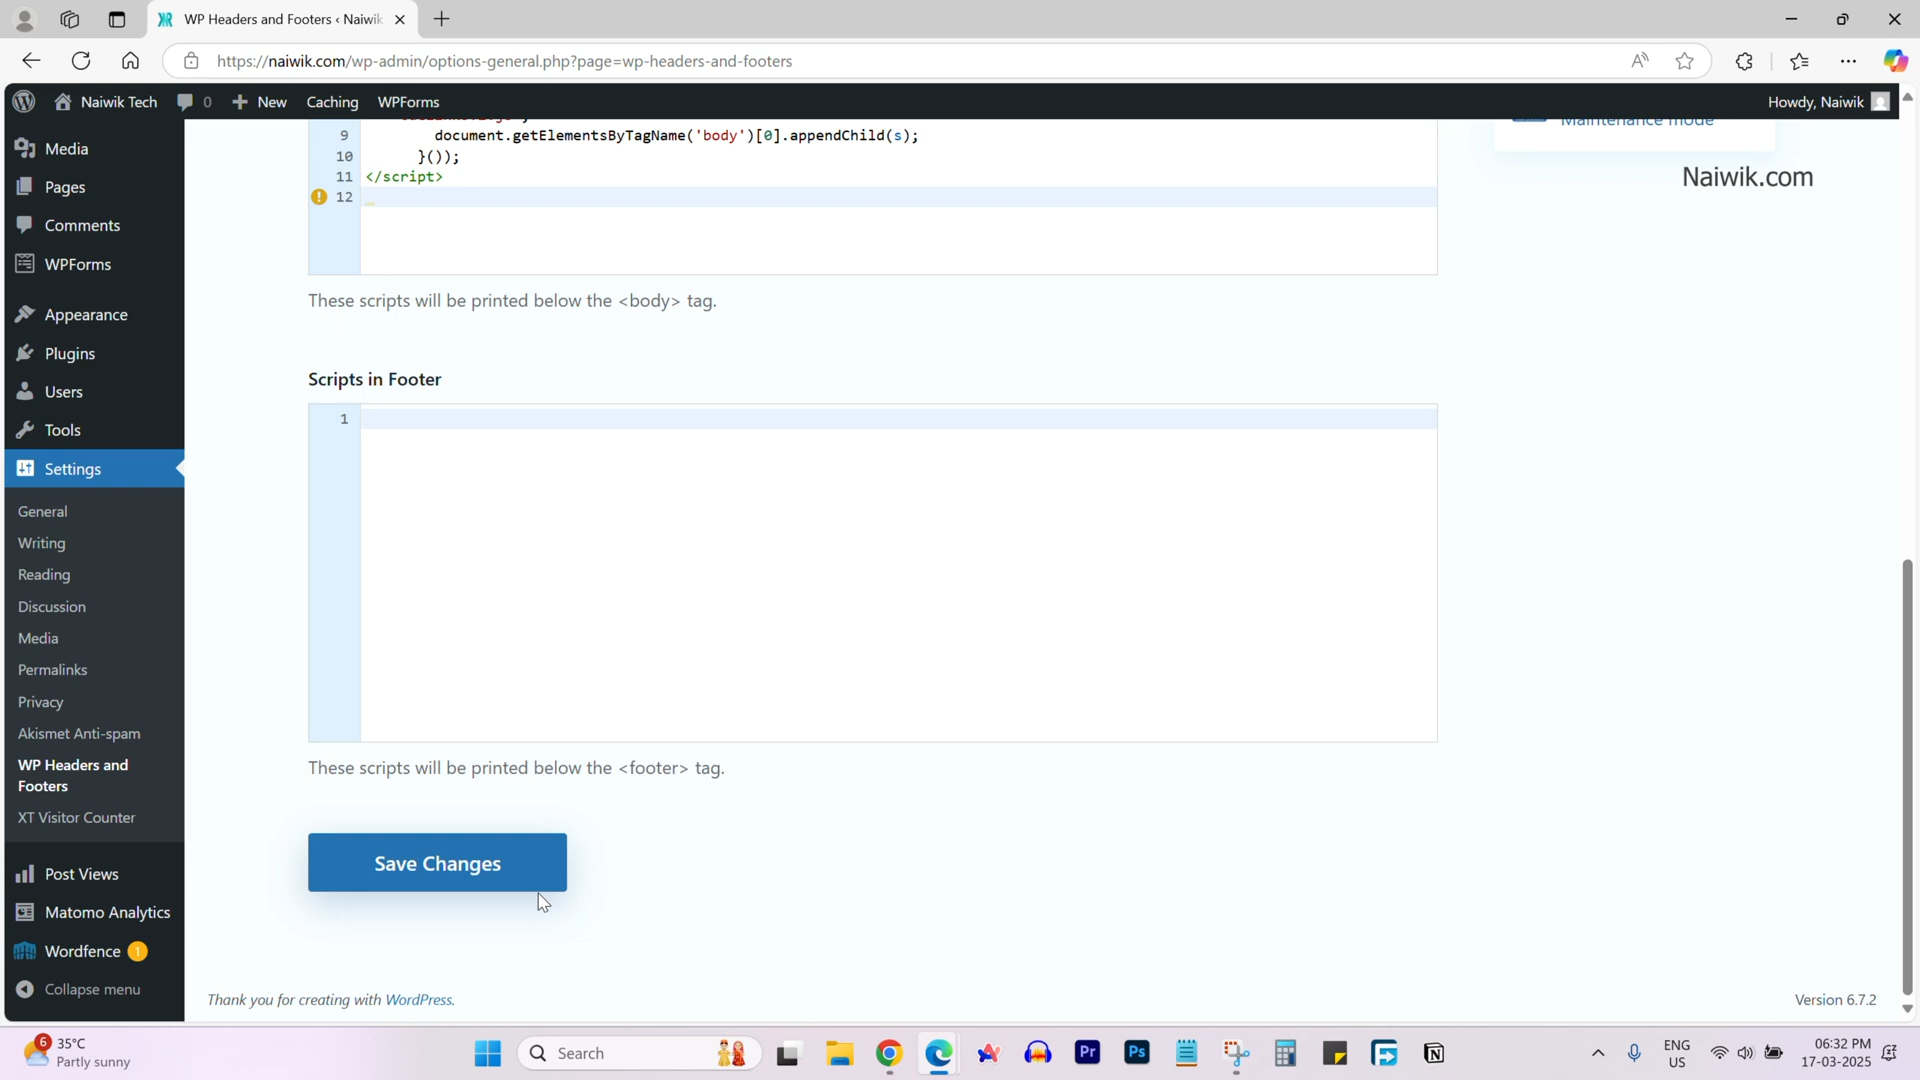 WP Headers and Footers ‹ Naiwik
https://naiwik.com/wp-admin/options-general.php?page=wp-headers-and-footers
Naiwik Tech
0
New
Caching
WPForms
Howdy, Naiwik
Media
Pages
Comments
WPForms
Appearance
Plugins
Users
Tools
Settings
General
Writing
Reading
Discussion
Media
Permalinks
Privacy
Akismet Anti-spam
WP Headers and
Footers
XT Visitor Counter
Post Views
Matomo Analytics
Wordfence 1
Collapse menu
9 document.getElementsByTagName('body')[0].appendChild(s);
10 }());
11 </script>
12
These scripts will be printed below the <body> tag.
Scripts in Footer
1
These scripts will be printed below the <footer> tag.
Save Changes
Maintenance mode
Naiwik.com
Thank you for creating with WordPress.
Version 6.7.2
6
35°C
Partly sunny
Search
Pr
Ps
ENG
US
06:32 PM
17-03-2025